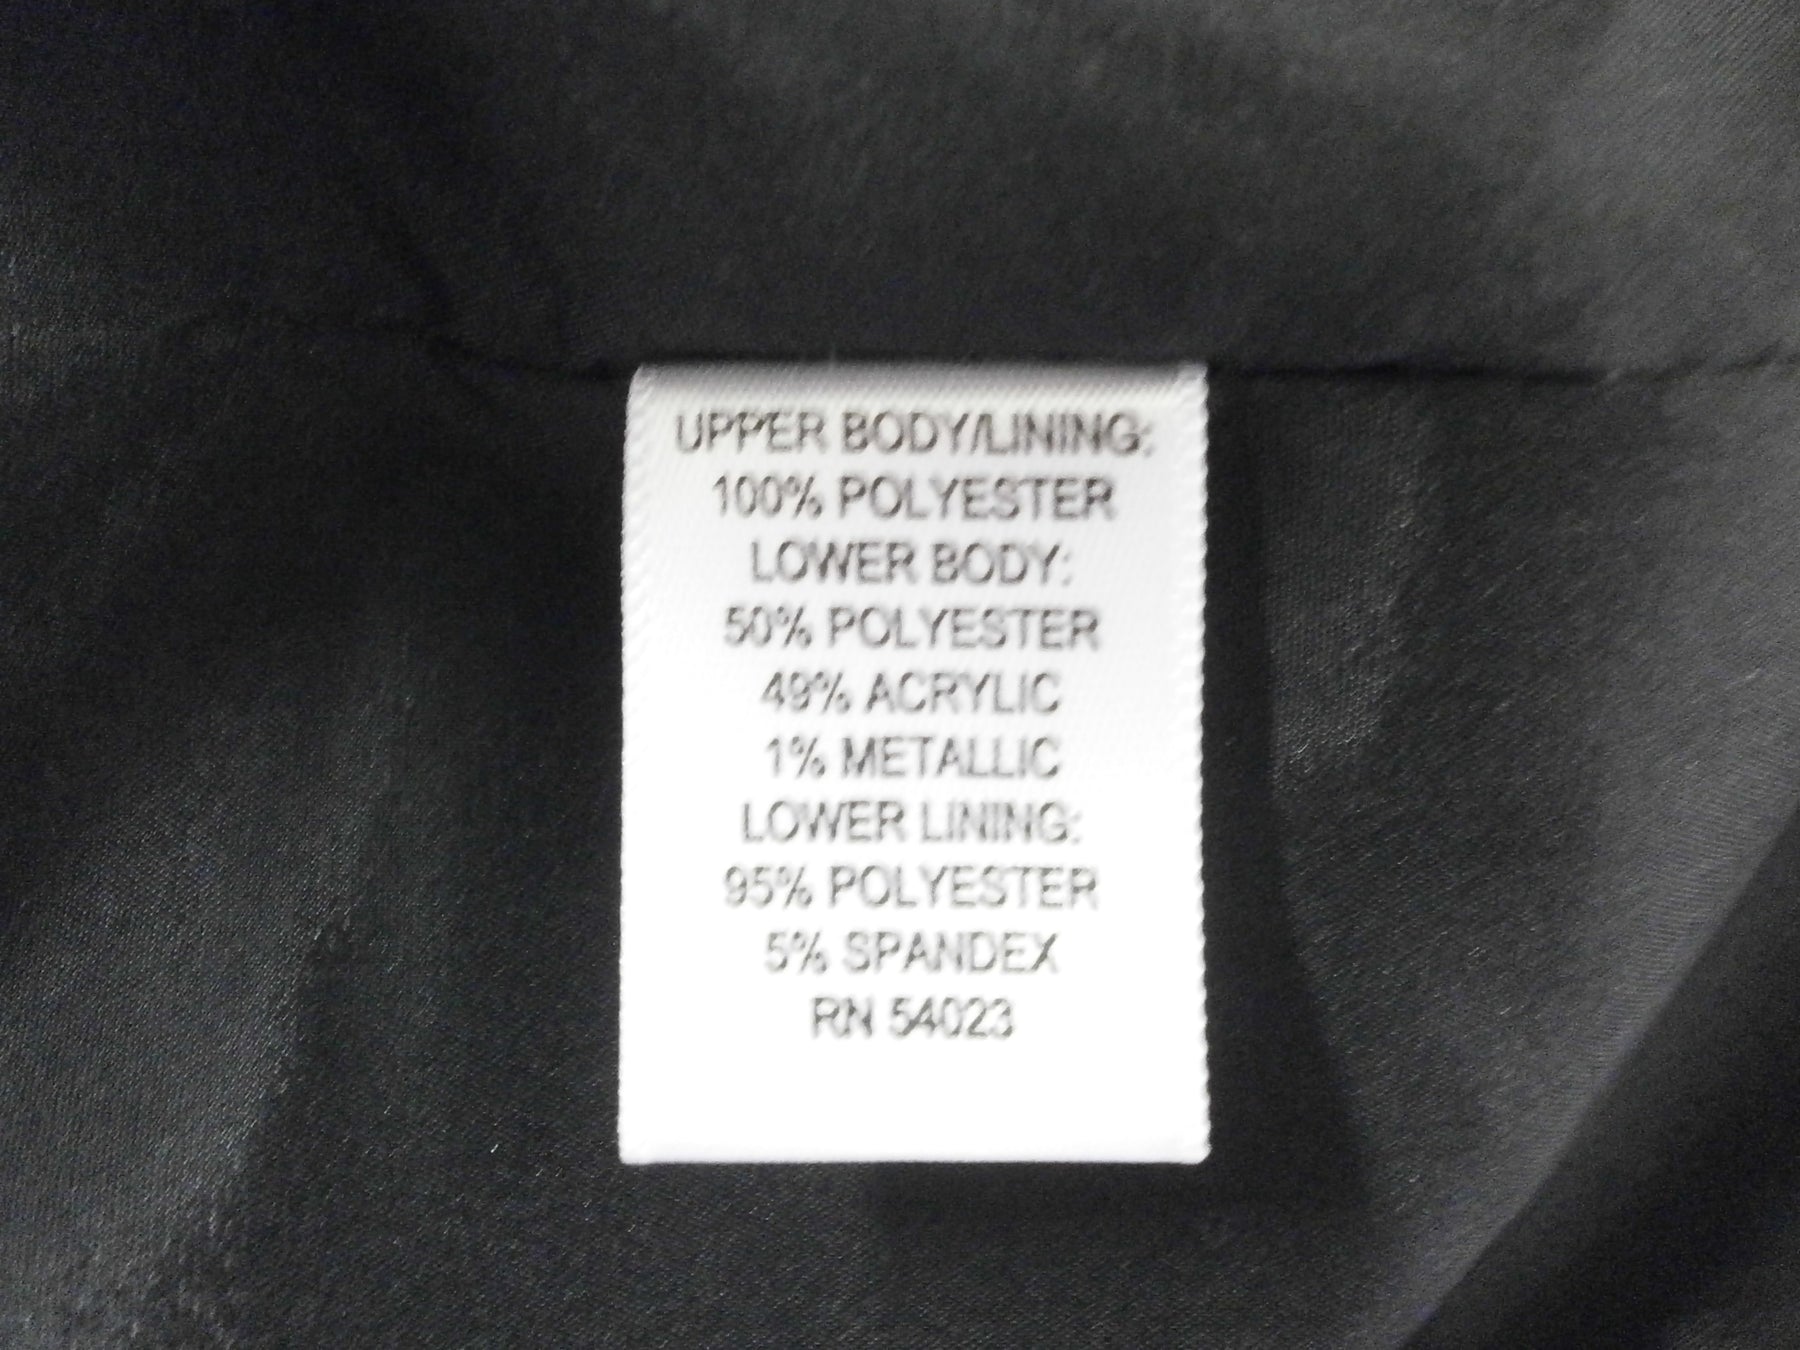 UPPER BODY/LINING:
100% POLYESTER
LOWER BODY:
50% POLYESTER
49% ACRYLIC
1% METALLIC
LOWER LINING:
95% POLYESTER
5% SPANDEX
RN 54023